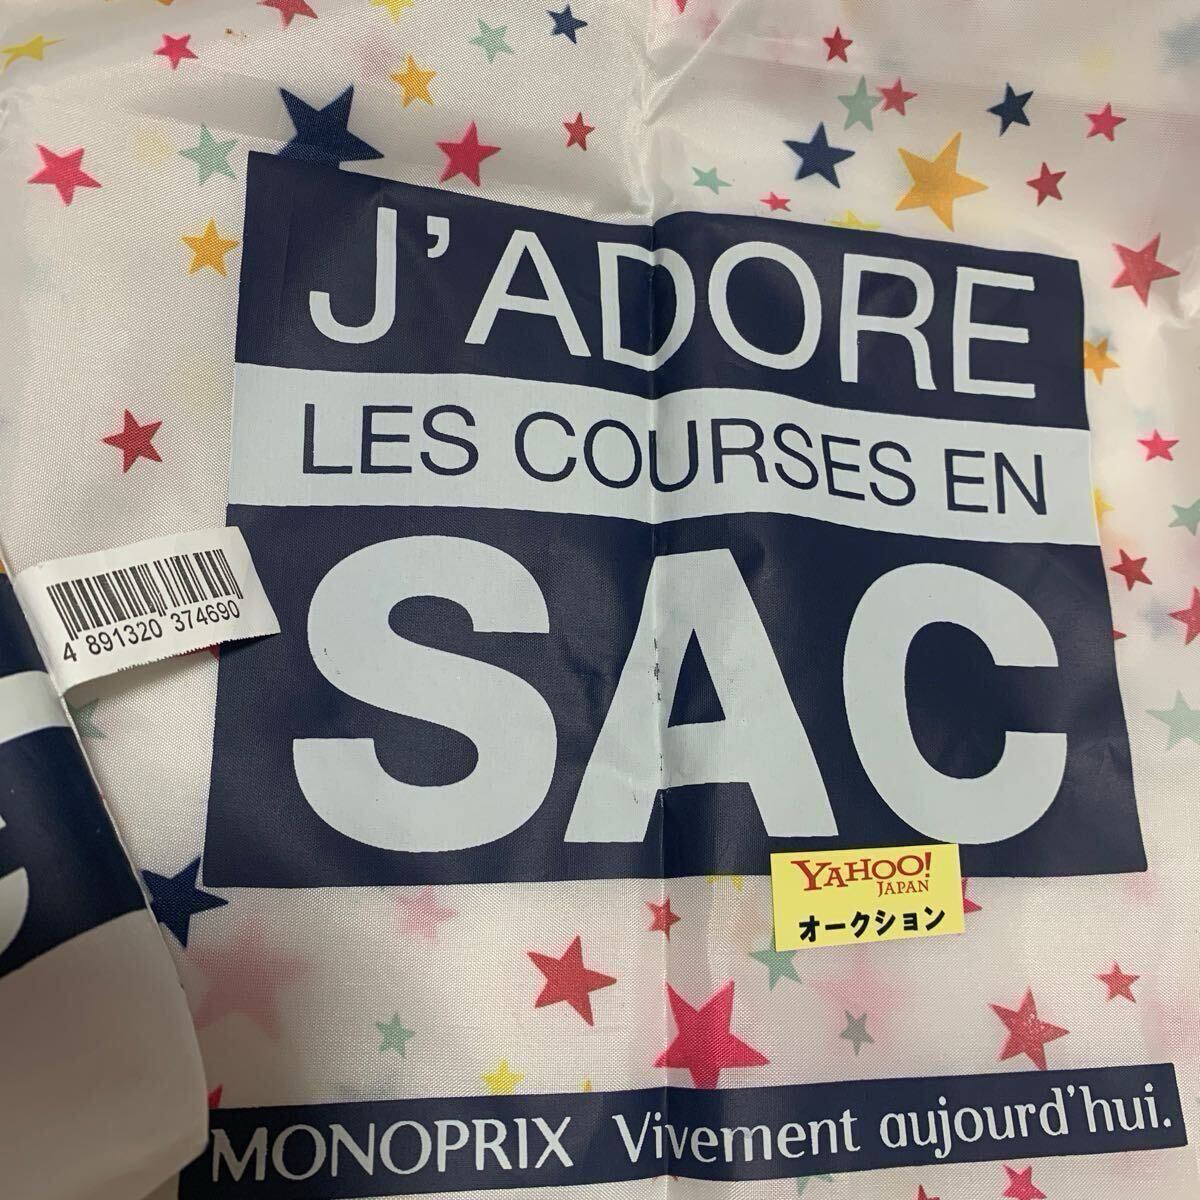 J'ADORE
LES COURSES EN
SAC
4 891320 374690
YAHOO!
JAPAN
オークション
MONOPRIX Vivement aujourd'hui.